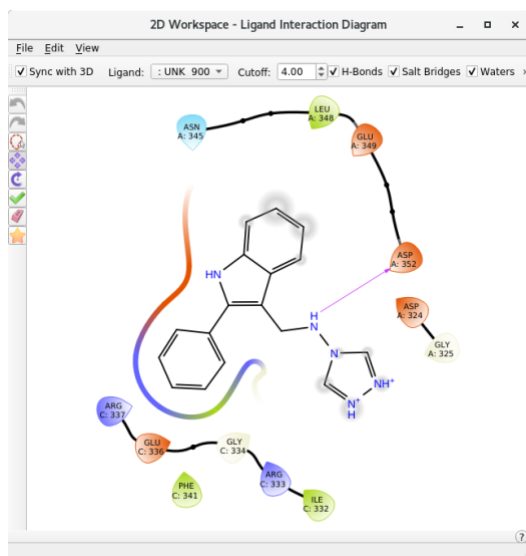 2D Workspace - Ligand Interaction Diagram
File Edit View
Sync with 3D Ligand: : UNK 900 Cutoff: 4.00 H-Bonds Salt Bridges Waters »
ASN
A: 345
LEU
A: 348
GLU
A: 349
ASP
A: 352
HN
H
N
N
NH⁺
N⁺
H
ASP
A: 324
GLY
A: 325
ARG
C: 337
GLU
C: 336
GLY
C: 334
ARG
C: 333
PHE
C: 341
ILE
C: 332
?